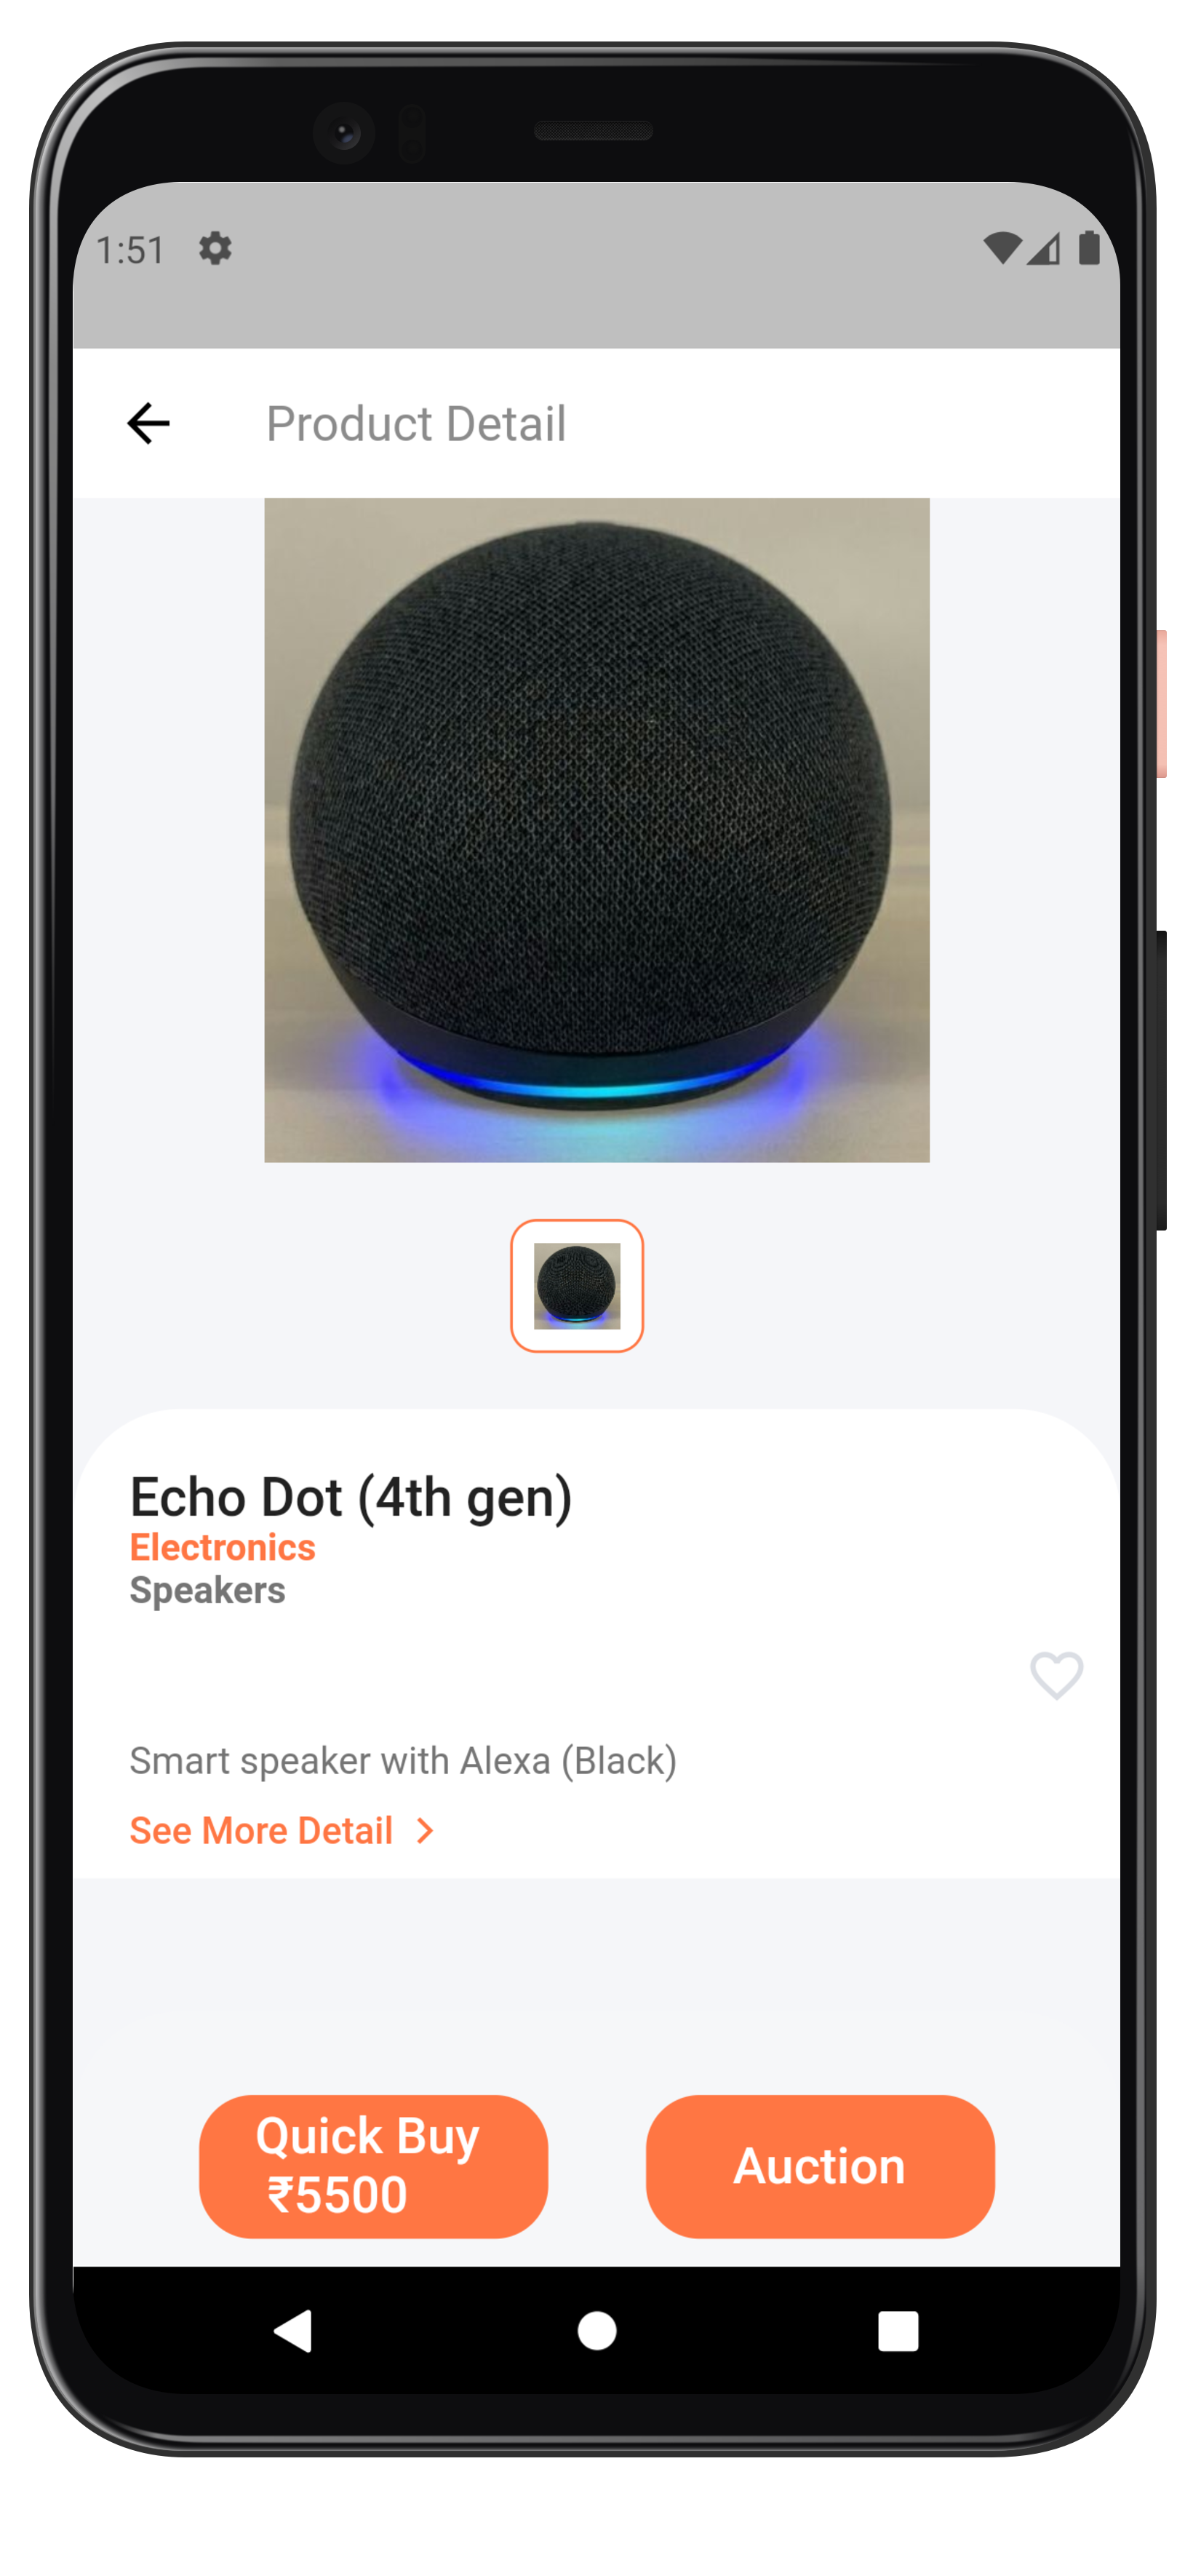 1:51
Product Detail
Echo Dot (4th gen)
Electronics
Speakers
Smart speaker with Alexa (Black)
See More Detail
Quick Buy
₹5500
Auction